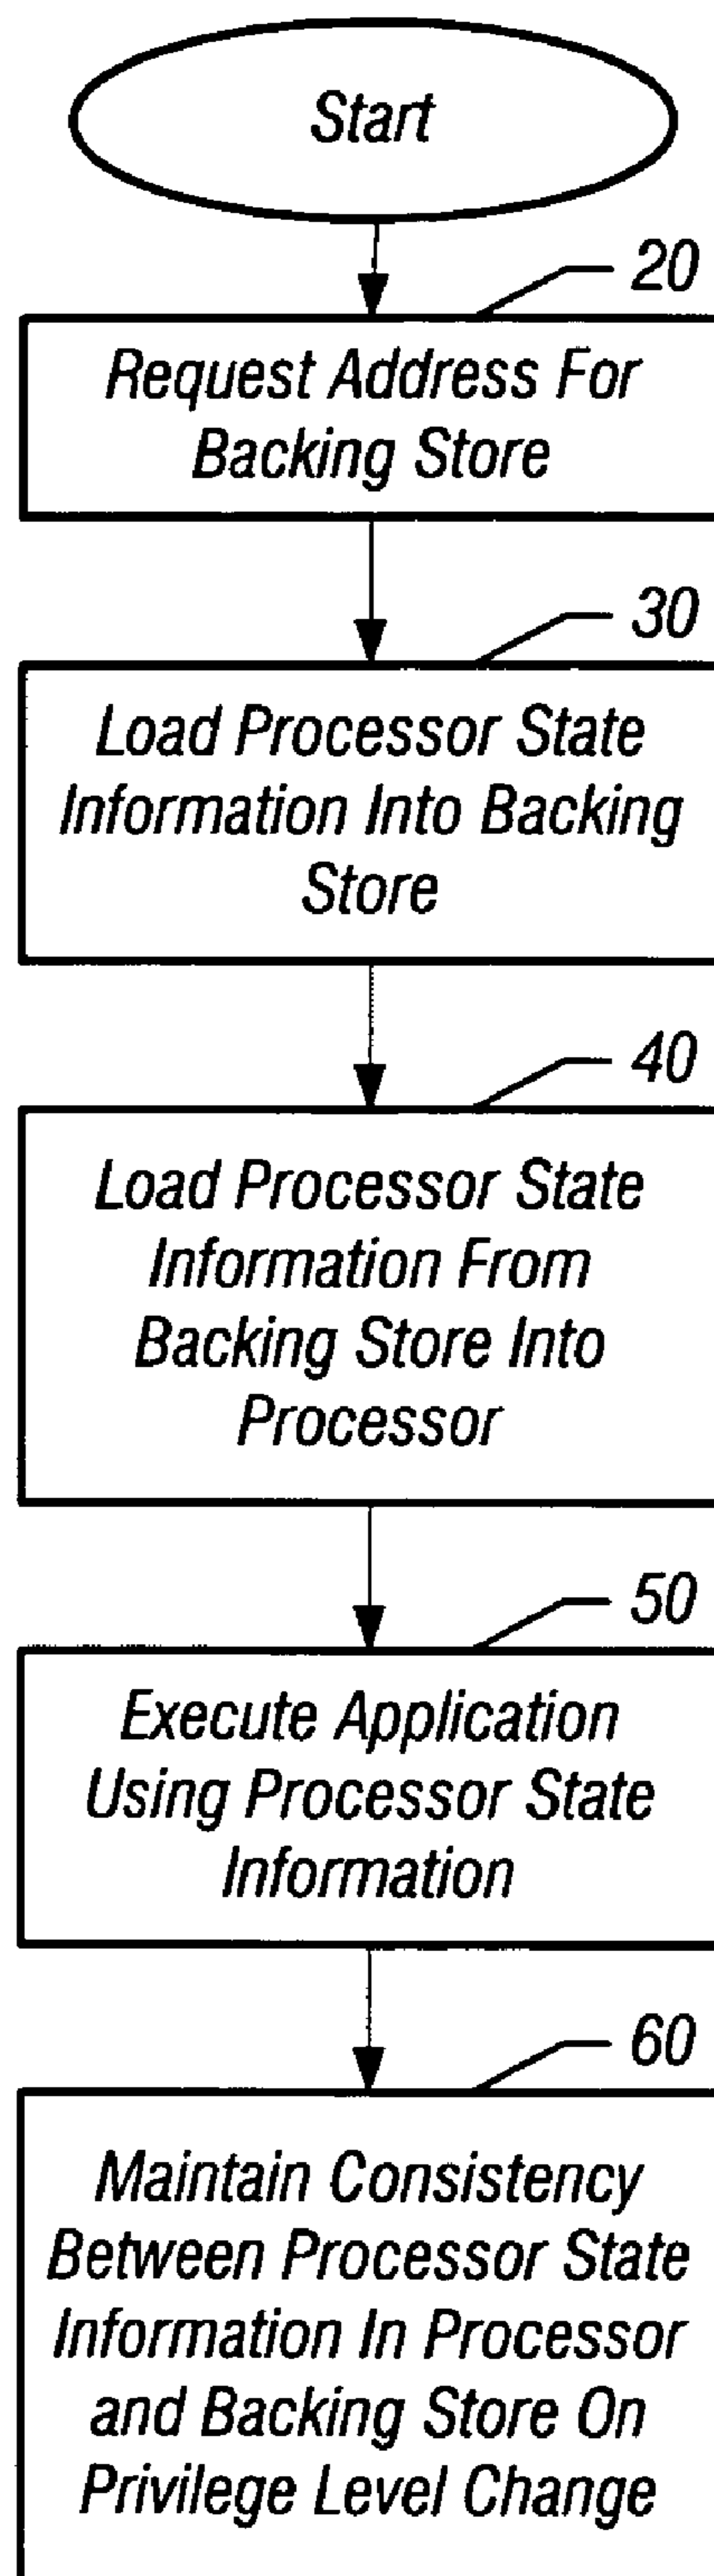 Start
20
Request Address For
Backing Store
30
Load Processor State
Information Into Backing
Store
40
Load Processor State
Information From
Backing Store Into
Processor
50
Execute Application
Using Processor State
Information
60
Maintain Consistency
Between Processor State
Information In Processor
and Backing Store On
Privilege Level Change